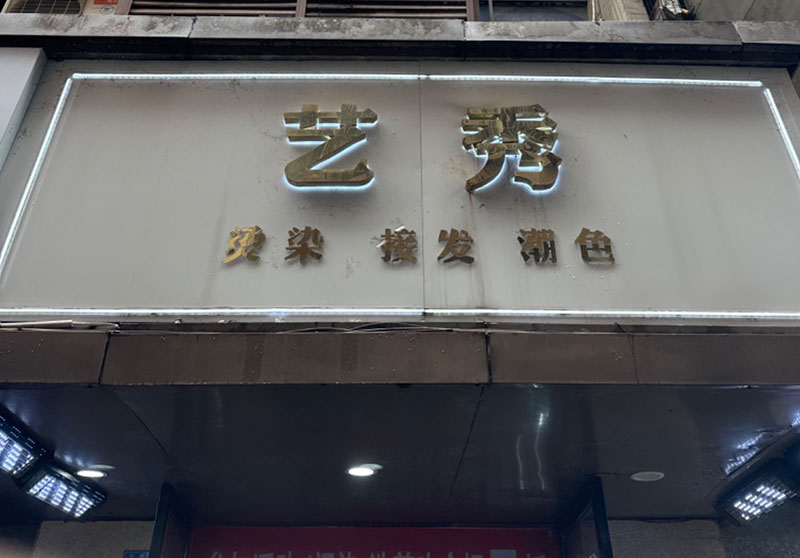 艺秀
烫染 接发 潮色